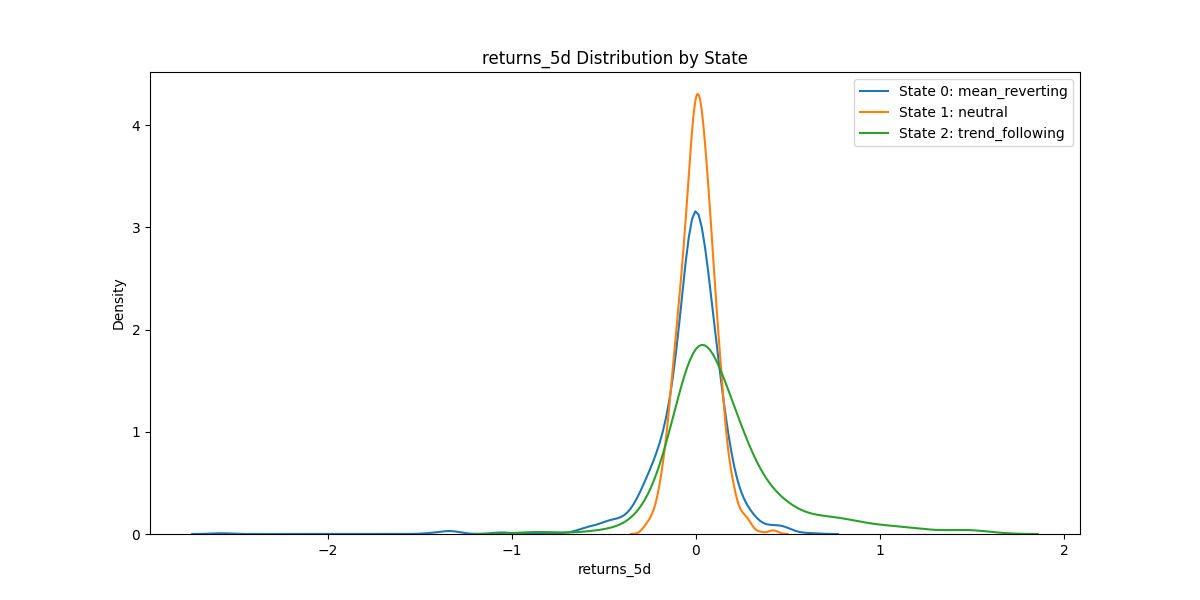 returns_5d Distribution by State
State 0: mean_reverting
State 1: neutral
State 2: trend_following
Density
4
3
2
1
0
−2
−1
0
1
2
returns_5d